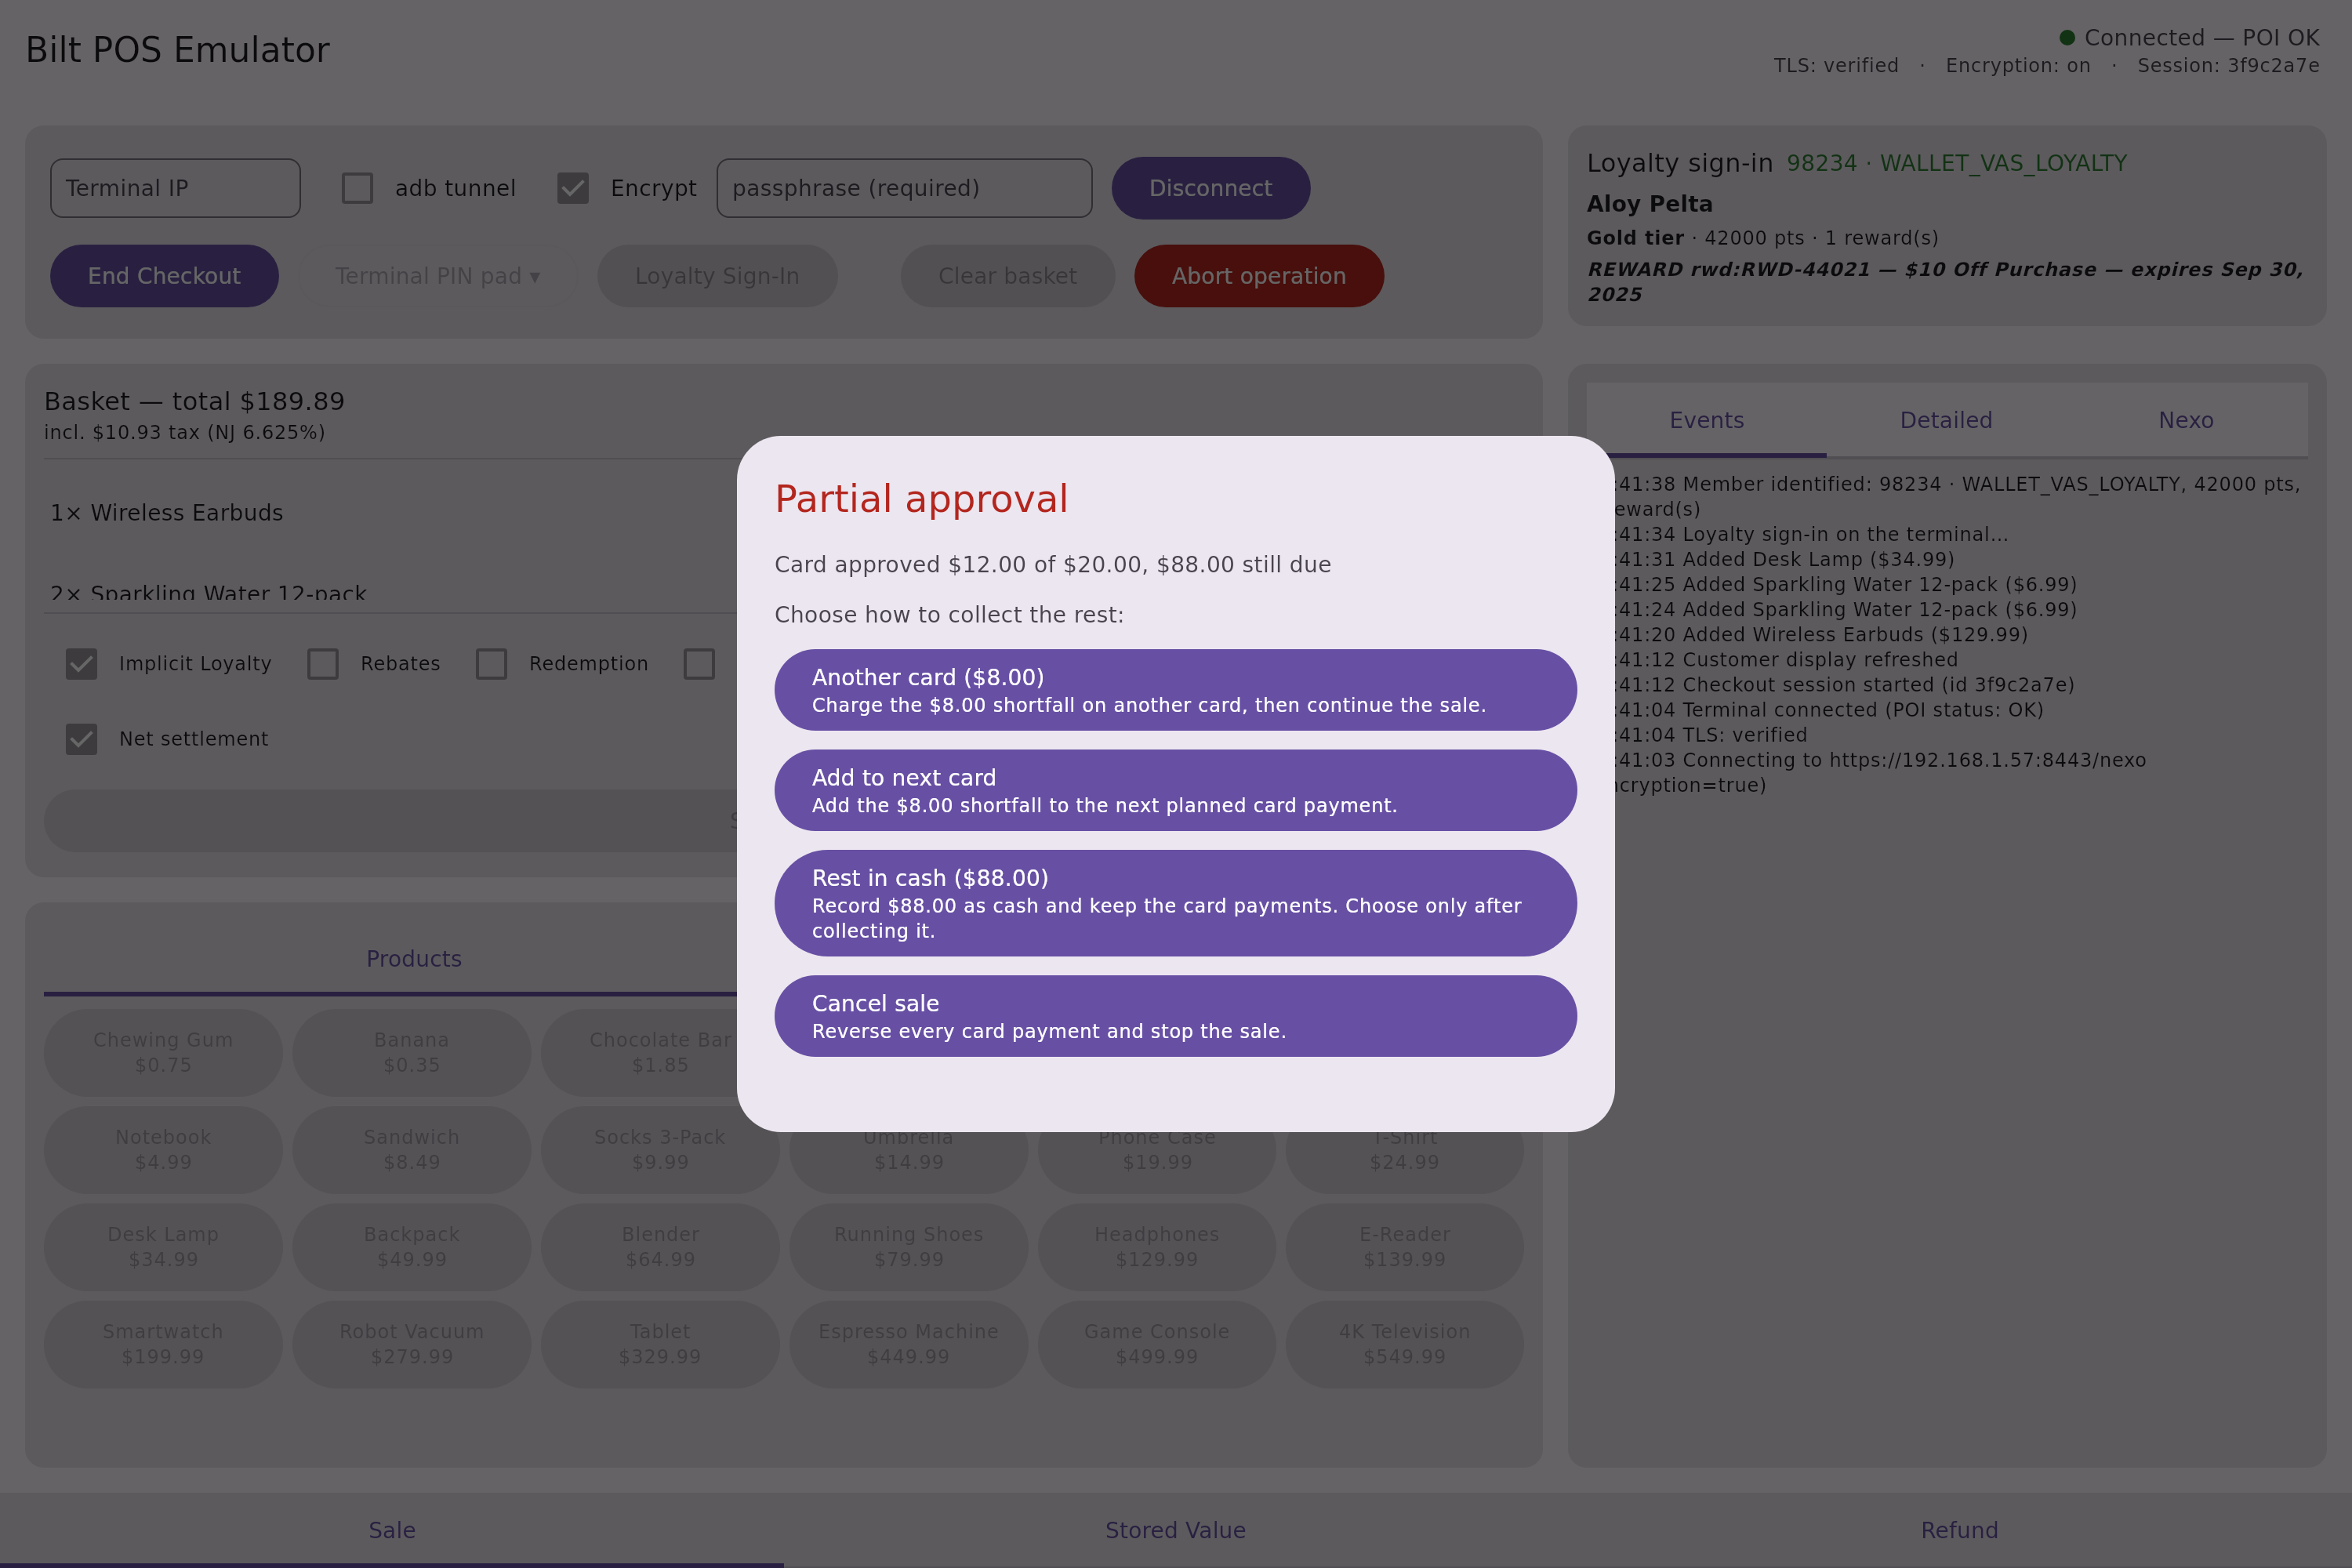 Bilt POS Emulator
Connected — POI OK
TLS: verified · Encryption: on · Session: 3f9c2a7e
Terminal IP
adb tunnel
Encrypt
passphrase (required)
Disconnect
End Checkout
Terminal PIN pad ▾
Loyalty Sign-In
Clear basket
Abort operation
Loyalty sign-in 98234 · WALLET_VAS_LOYALTY
Aloy Pelta
Gold tier · 42000 pts · 1 reward(s)
REWARD rwd:RWD-44021 — $10 Off Purchase — expires Sep 30,
2025
Basket — total $189.89
incl. $10.93 tax (NJ 6.625%)
1× Wireless Earbuds
2× Sparkling Water 12-pack
Implicit Loyalty
Rebates
Redemption
Net settlement
Events
Detailed
Nexo
:41:38 Member identified: 98234 · WALLET_VAS_LOYALTY, 42000 pts,
eward(s)
:41:34 Loyalty sign-in on the terminal…
:41:31 Added Desk Lamp ($34.99)
:41:25 Added Sparkling Water 12-pack ($6.99)
:41:24 Added Sparkling Water 12-pack ($6.99)
:41:20 Added Wireless Earbuds ($129.99)
:41:12 Customer display refreshed
:41:12 Checkout session started (id 3f9c2a7e)
:41:04 Terminal connected (POI status: OK)
:41:04 TLS: verified
:41:03 Connecting to https://192.168.1.57:8443/nexo
cryption=true)
Partial approval
Card approved $12.00 of $20.00, $88.00 still due
Choose how to collect the rest:
Another card ($8.00)
Charge the $8.00 shortfall on another card, then continue the sale.
Add to next card
Add the $8.00 shortfall to the next planned card payment.
Rest in cash ($88.00)
Record $88.00 as cash and keep the card payments. Choose only after
collecting it.
Cancel sale
Reverse every card payment and stop the sale.
Products
Chewing Gum
$0.75
Banana
$0.35
Chocolate Bar
$1.85
Notebook
$4.99
Sandwich
$8.49
Socks 3-Pack
$9.99
Umbrella
$14.99
Phone Case
$19.99
T-Shirt
$24.99
Desk Lamp
$34.99
Backpack
$49.99
Blender
$64.99
Running Shoes
$79.99
Headphones
$129.99
E-Reader
$139.99
Smartwatch
$199.99
Robot Vacuum
$279.99
Tablet
$329.99
Espresso Machine
$449.99
Game Console
$499.99
4K Television
$549.99
Sale
Stored Value
Refund